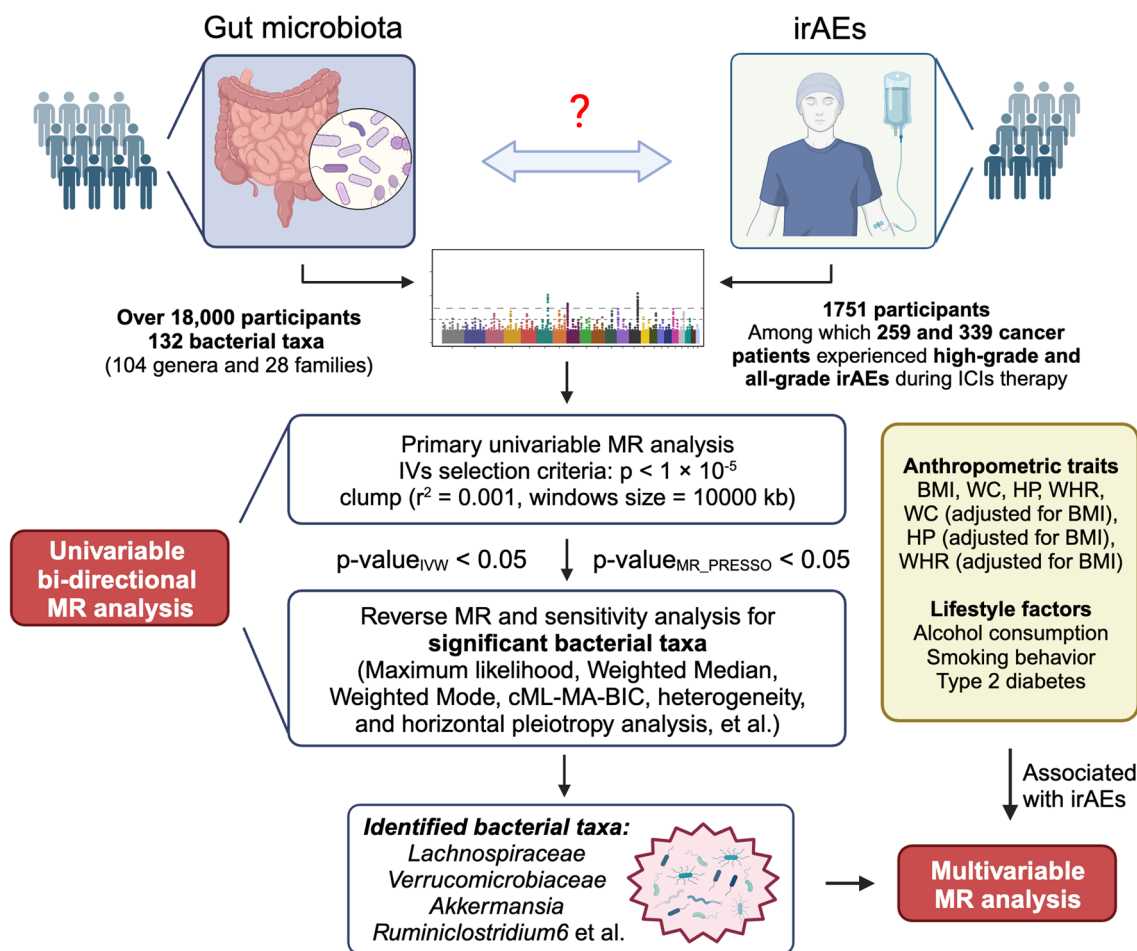 Gut microbiota
irAEs
?
Over 18,000 participants
132 bacterial taxa
(104 genera and 28 families)
1751 participants
Among which 259 and 339 cancer
patients experienced high-grade and
all-grade irAEs during ICIs therapy
Primary univariable MR analysis
IVs selection criteria: p < 1 × 10⁻⁵
clump (r² = 0.001, windows size = 10000 kb)
Univariable
bi-directional
MR analysis
p-valueIVW < 0.05
p-valueMR_PRESSO < 0.05
Reverse MR and sensitivity analysis for
significant bacterial taxa
(Maximum likelihood, Weighted Median,
Weighted Mode, cML-MA-BIC, heterogeneity,
and horizontal pleiotropy analysis, et al.)
Anthropometric traits
BMI, WC, HP, WHR,
WC (adjusted for BMI),
HP (adjusted for BMI),
WHR (adjusted for BMI)
Lifestyle factors
Alcohol consumption
Smoking behavior
Type 2 diabetes
Associated
with irAEs
Identified bacterial taxa:
Lachnospiraceae
Verrucomicrobiaceae
Akkermansia
Ruminiclostridium6 et al.
Multivariable
MR analysis